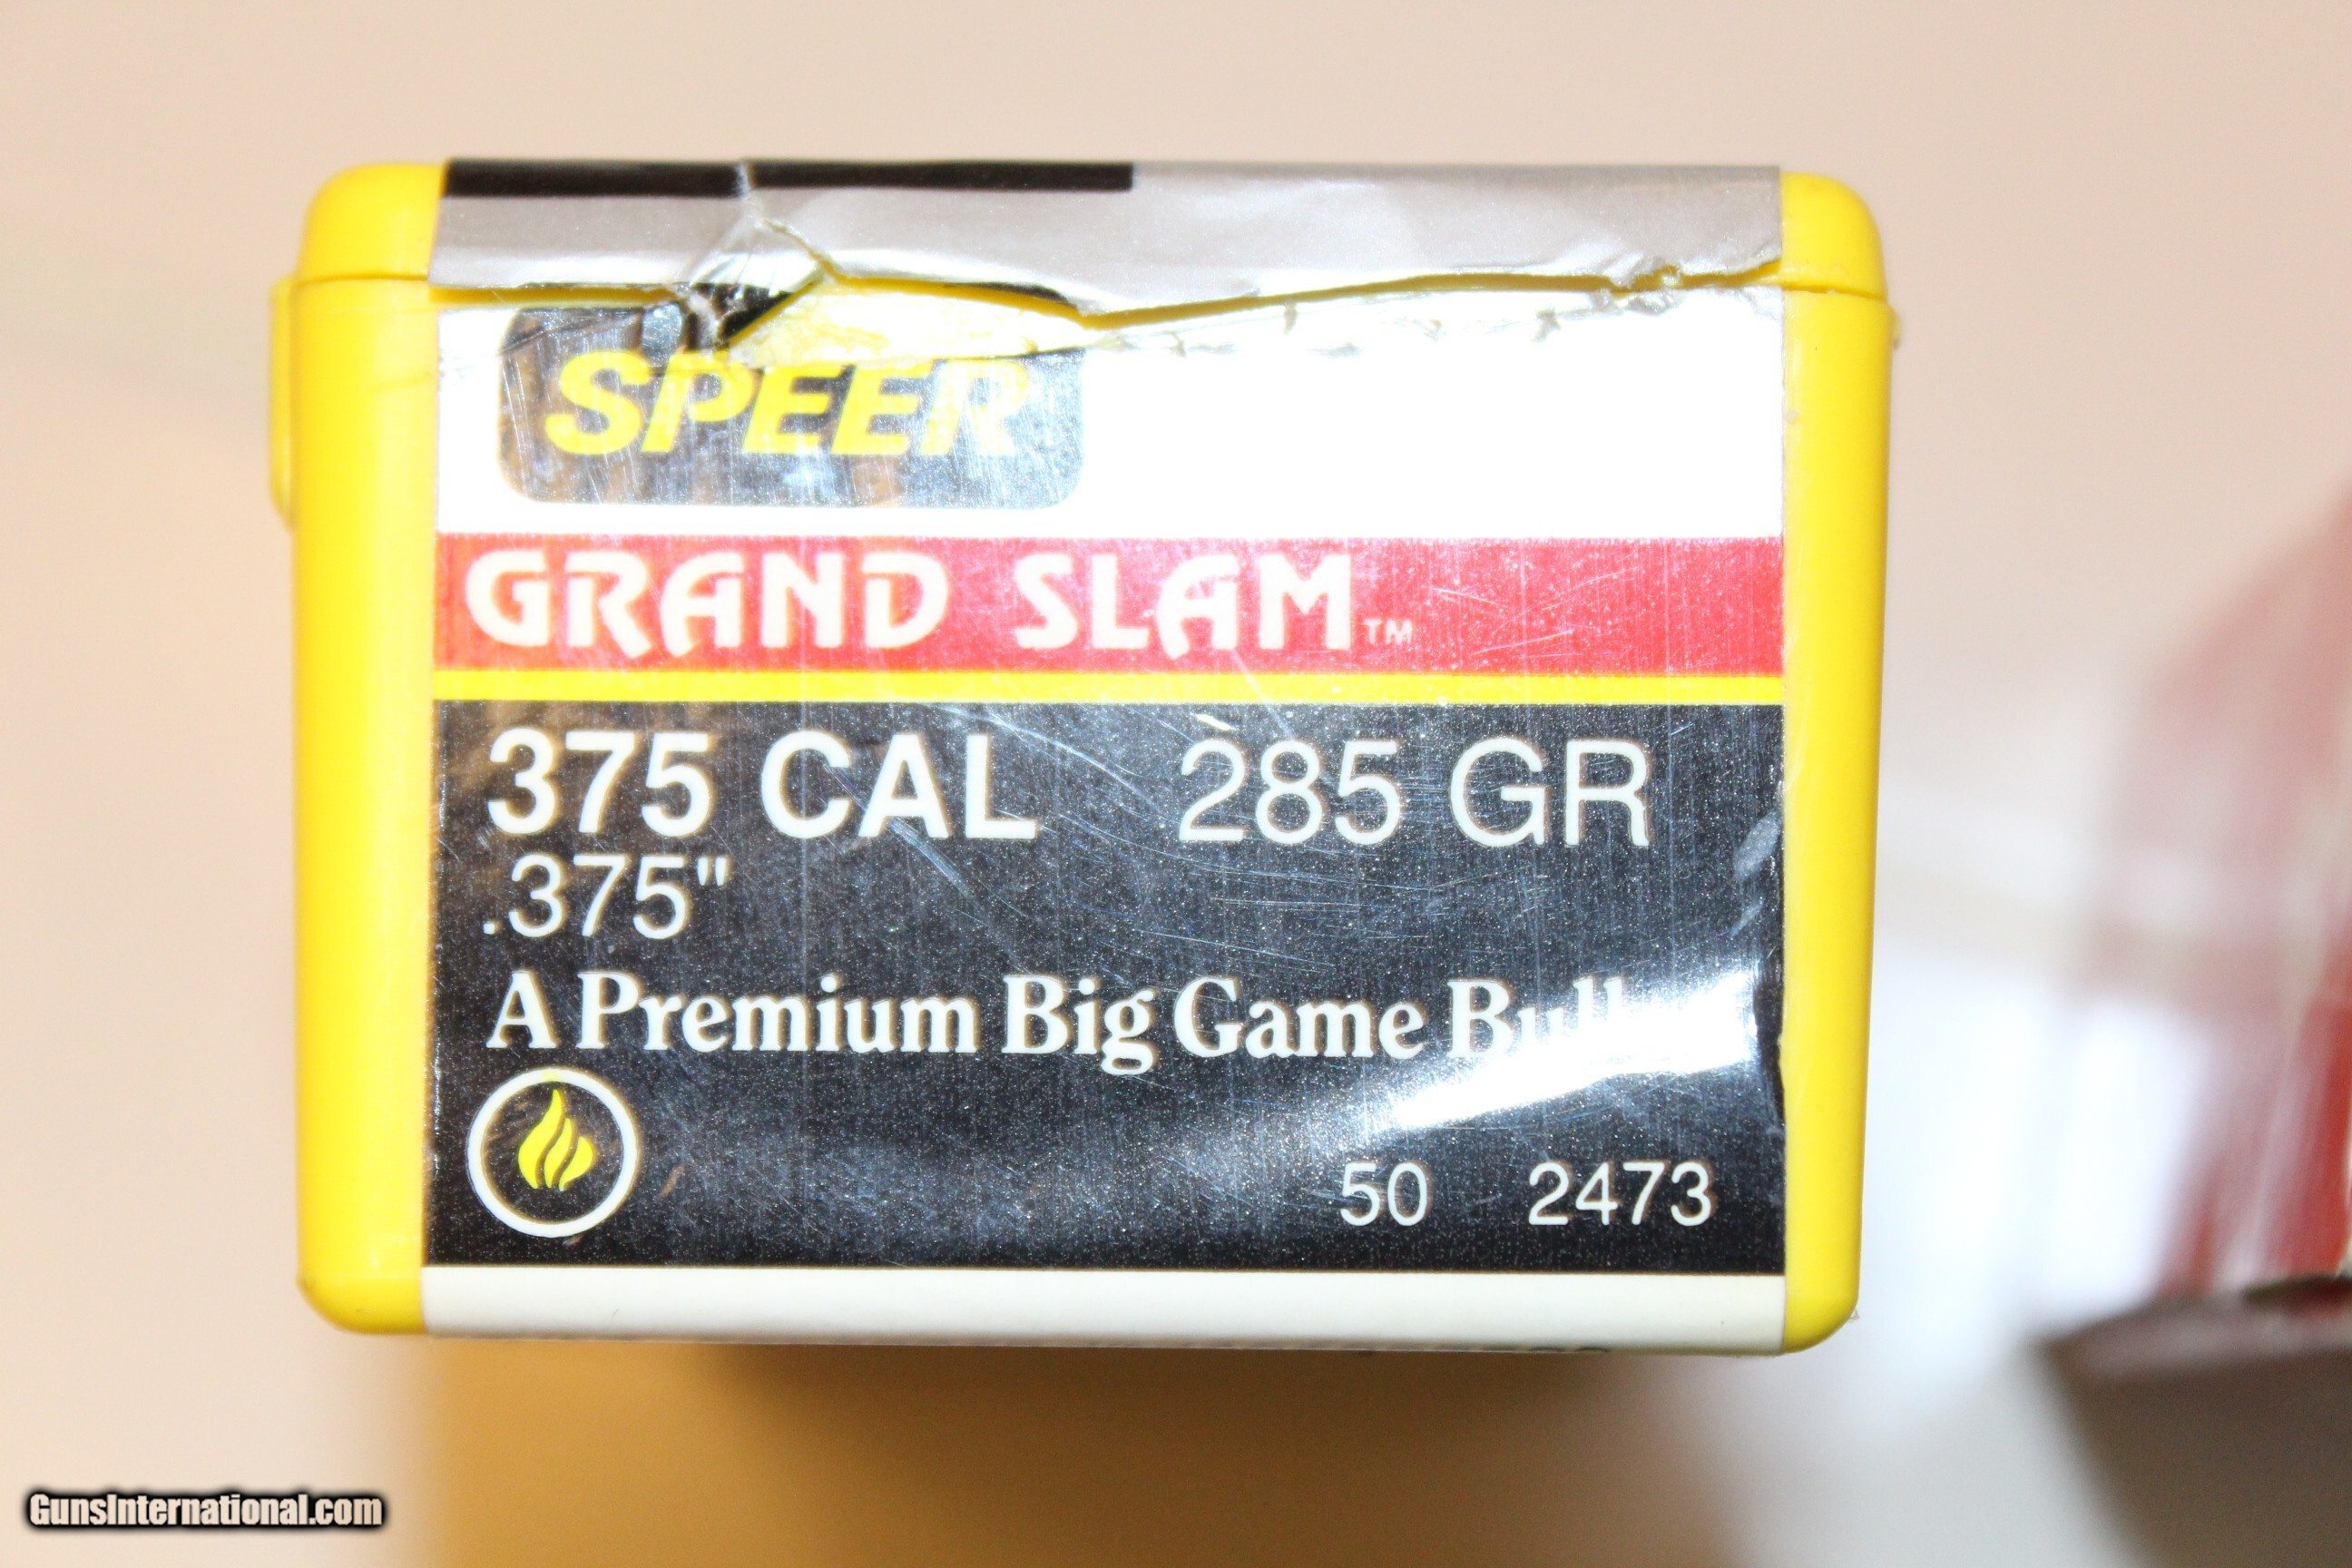 SPEER
GRAND SLAM™
375 CAL 285 GR
.375"
A Premium Big Game
50 2473
GunsInternational.com